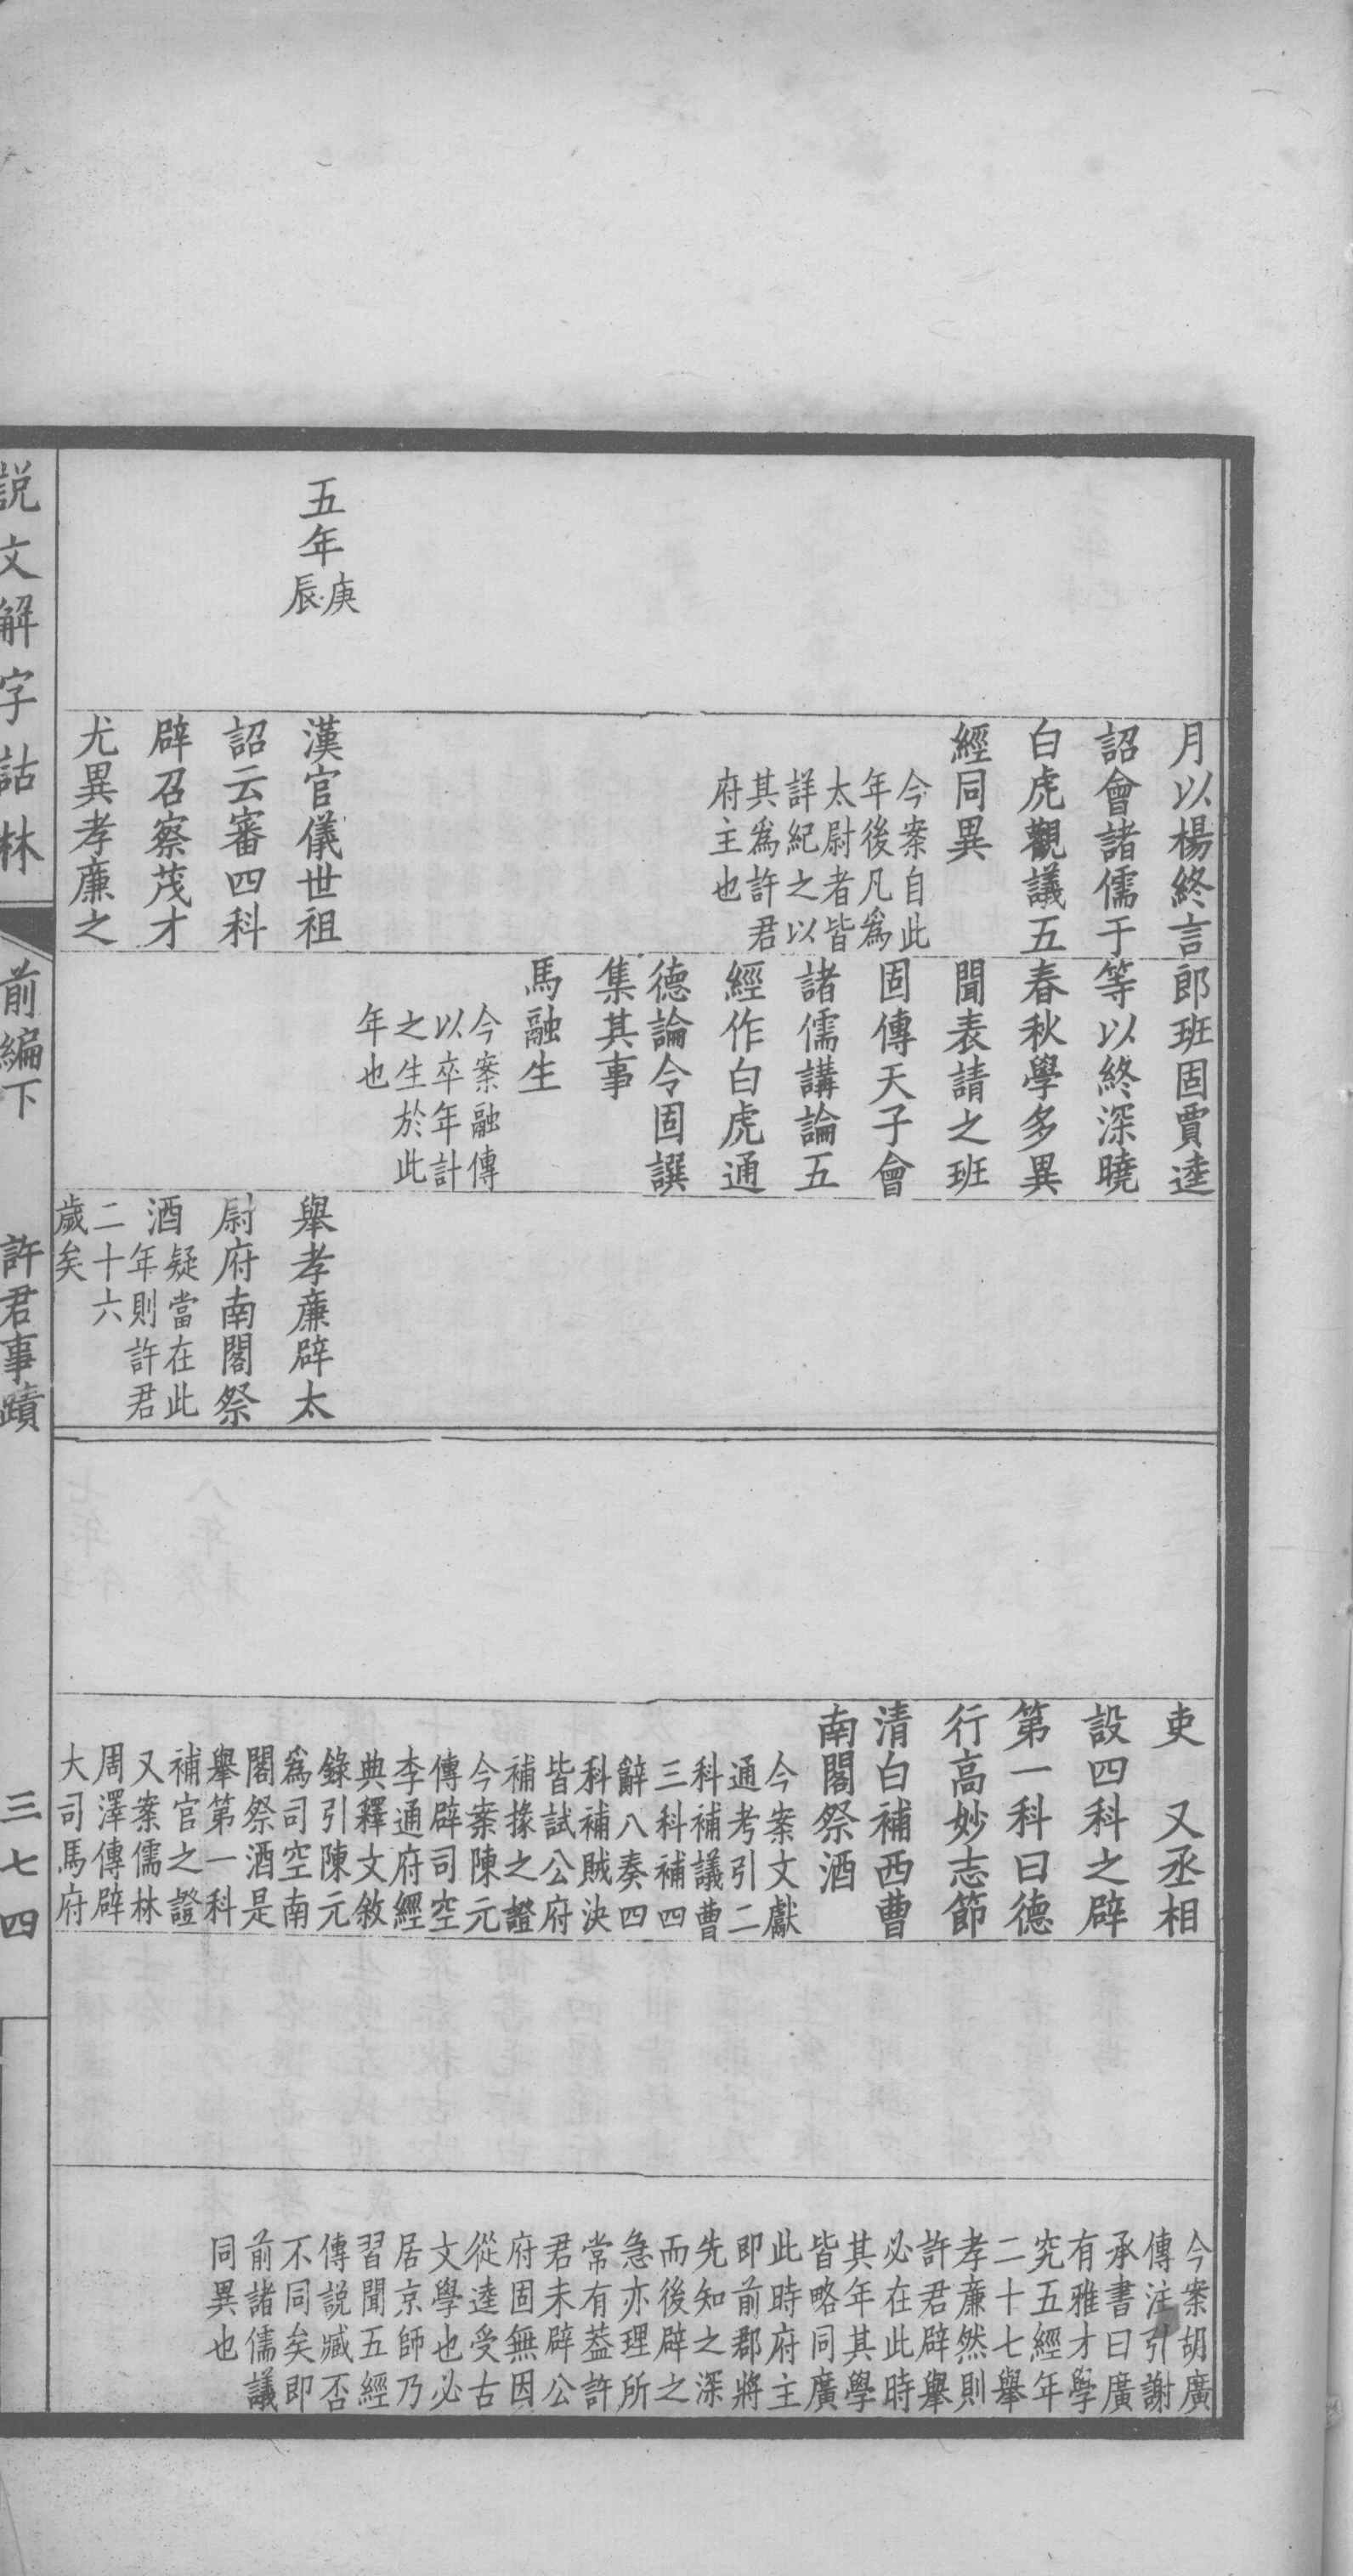 五年庚辰
月以楊終言
詔會諸儒于
白虎觀議五
經同異
今案自此
年後凡爲
太尉者皆
詳紀之以
其爲許君
府主也
漢官儀世祖
詔云審四科
辟召察茂才
尤異孝廉之
郎班固賈逵
等以終深曉
春秋學多異
聞表請之班
固傳天子會
諸儒講論五
經作白虎通
德論令固譔
集其事
馬融生
今案融傳
以卒年計
之生於此
年也
舉孝廉辟太
尉府南閣祭
酒
疑當在此
年則許君
二十六
歲矣
吏 又丞相
設四科之辟
第一科曰德
行高妙志節
清白補西曹
南閣祭酒
今案文獻
通考引二
科補議曹
三科補四
辭八奏四
科補賊決
皆試公府
補掾之證
今案陳元
傳辟司空
李通府經
典釋文敘
錄引陳元
爲司空南
閣祭酒是
舉第一科
補官之證
又案儒林
周澤傳辟
大司馬府
今案胡廣
傳注引謝
承書曰廣
有雅才學
究五經年
二十七舉
孝廉然則
許君辟舉
必在此時
其年其學
皆略同廣
此時府主
即前郡將
先知之深
而後辟之
急亦理所
常有葢許
君未辟公
府固無因
從逵受古
文學也必
居京師乃
習聞五經
傳說臧否
不同矣即
前諸儒議
同異也
説文解字詁林
前編下
許君事蹟
三七四